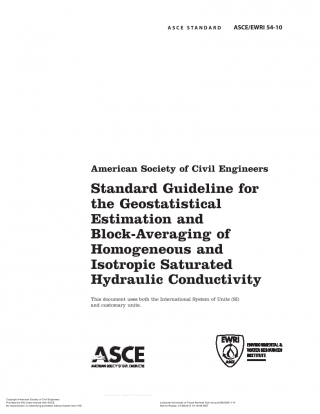 ASCE STANDARD ASCE/EWRI 54-10
American Society of Civil Engineers
Standard Guideline for
the Geostatistical
Estimation and
Block-Averaging of
Homogeneous and
Isotropic Saturated
Hydraulic Conductivity
This document uses both the International System of Units (SI)
and customary units.
ASCE
AMERICAN SOCIETY OF CIVIL ENGINEERS
EWRI
ENVIRONMENTAL &
WATER RESOURCES
INSTITUTE